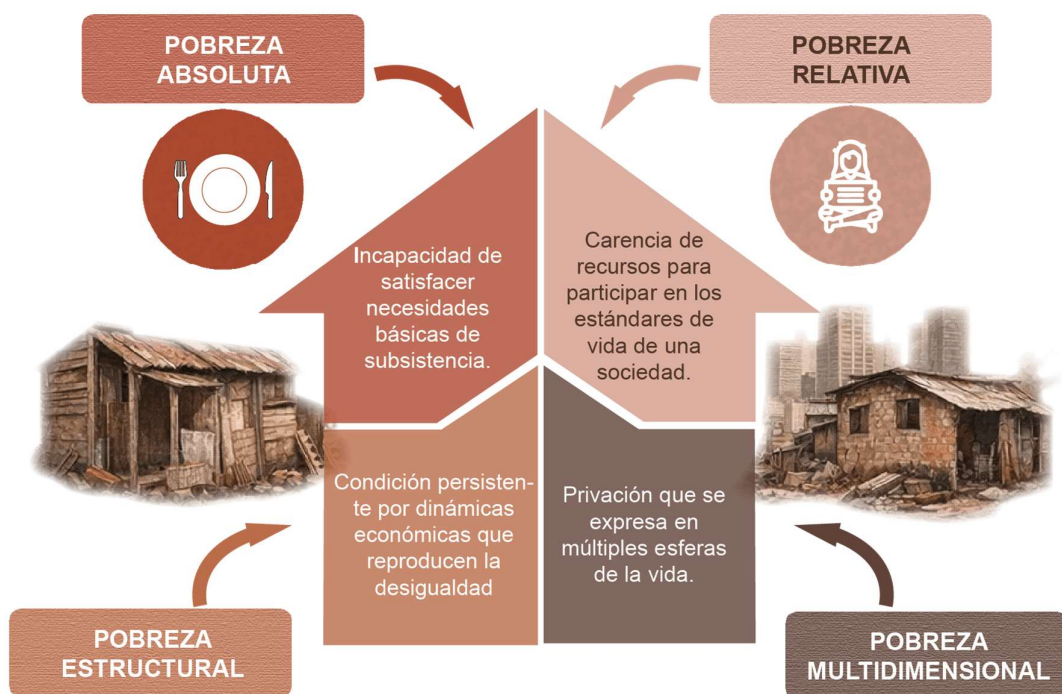 POBREZA
ABSOLUTA
POBREZA
RELATIVA
Incapacidad de
satisfacer
necesidades
básicas de
subsistencia.
Carencia de
recursos para
participar en los
estándares de
vida de una
sociedad.
Condición persisten-
te por dinámicas
económicas que
reproducen la
desigualdad
Privación que se
expresa en
múltiples esferas
de la vida.
POBREZA
ESTRUCTURAL
POBREZA
MULTIDIMENSIONAL